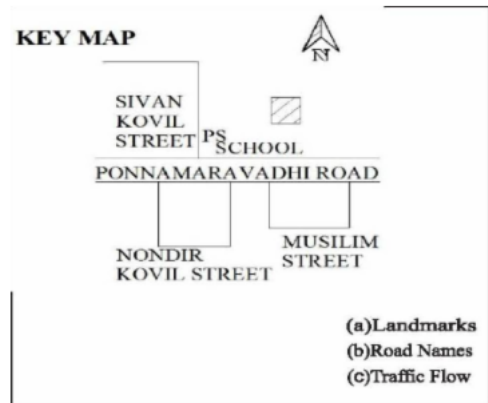 KEY MAP
N
SIVAN
KOVIL
STREET
PS
SCHOOL
PONNAMARAVADHI ROAD
NONDIR
KOVIL STREET
MUSILIM
STREET
(a)Landmarks
(b)Road Names
(c)Traffic Flow